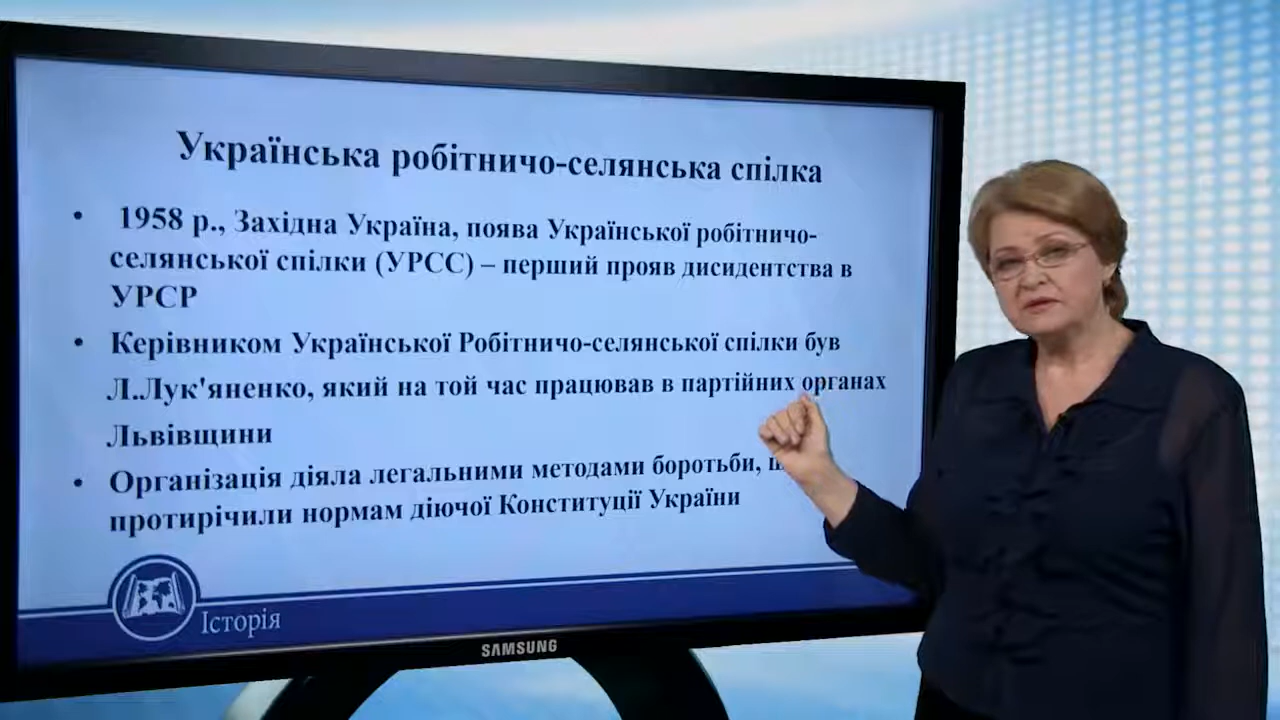 Українська робітничо-селянська спілка
• 1958 р., Західна Україна, поява Української робітничо-
селянської спілки (УРСС) – перший прояв дисидентства в
УРСР
• Керівником Української Робітничо-селянської спілки був
Л.Лук'яненко, який на той час працював в партійних органах
Львівщини
• Організація діяла легальними методами боротьби,
протирічили нормам діючої Конституції України
Історія
SAMSUNG